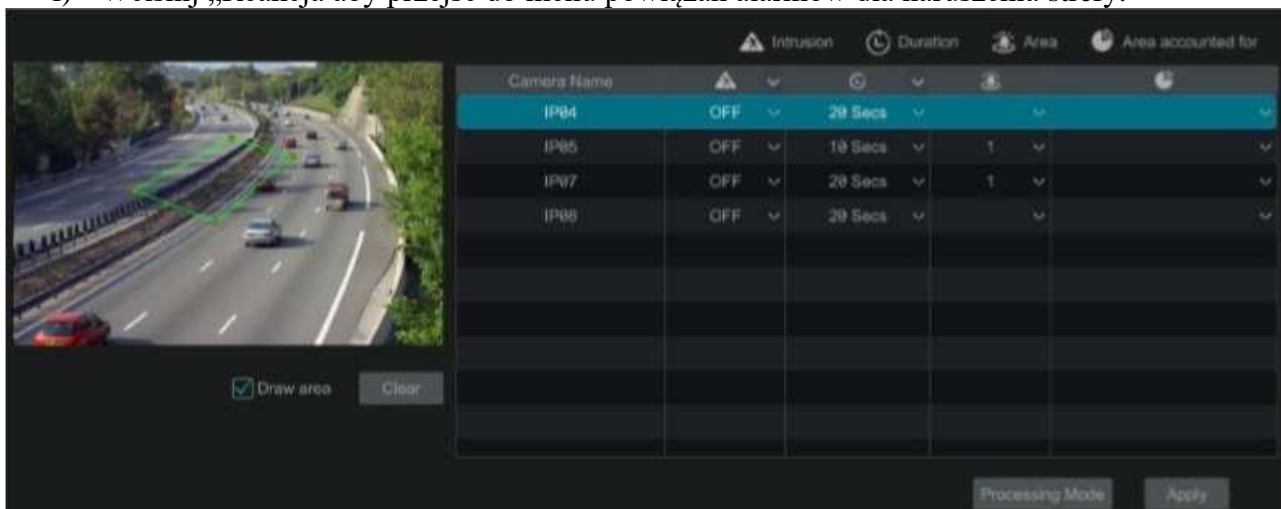 Intrusion Duration Area Area accounted for
Camera Name
IP04 OFF 20 Secs
IP05 OFF 10 Secs 1
IP07 OFF 20 Secs 1
IP08 OFF 20 Secs
Draw area Clear
Processing Mode Apply